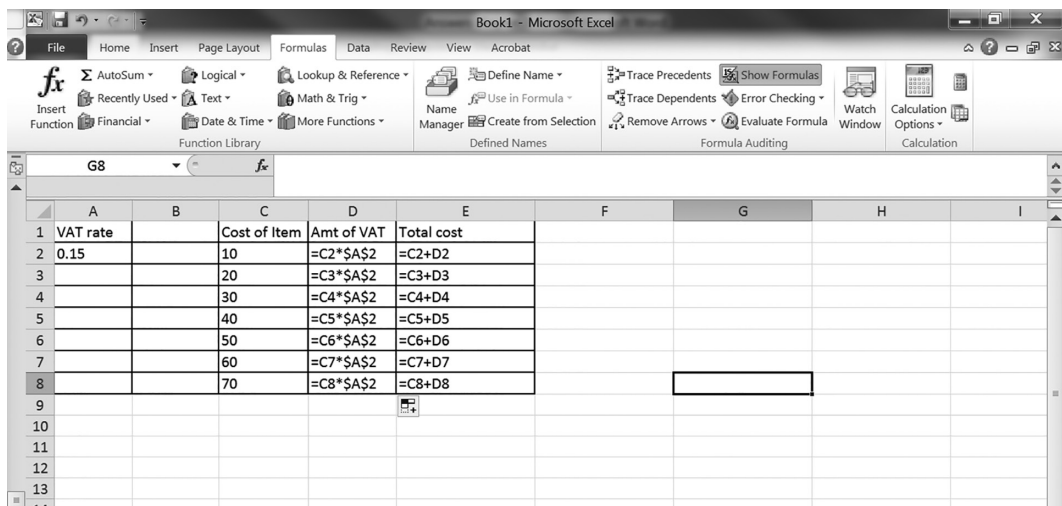 Book1 - Microsoft Excel
File Home Insert Page Layout Formulas Data Review View Acrobat
fx Insert Function
Σ AutoSum
Recently Used
Financial
Logical
Text
Date & Time
Lookup & Reference
Math & Trig
More Functions
Function Library
Name Manager
Define Name
Use in Formula
Create from Selection
Defined Names
Trace Precedents
Trace Dependents
Remove Arrows
Show Formulas
Error Checking
Evaluate Formula
Formula Auditing
Watch Window
Calculation Options
Calculation
G8 fx
A B C D E F G H I
1 VAT rate Cost of Item Amt of VAT Total cost
2 0.15 10 =C2*$A$2 =C2+D2
3 20 =C3*$A$2 =C3+D3
4 30 =C4*$A$2 =C4+D4
5 40 =C5*$A$2 =C5+D5
6 50 =C6*$A$2 =C6+D6
7 60 =C7*$A$2 =C7+D7
8 70 =C8*$A$2 =C8+D8
9
10
11
12
13